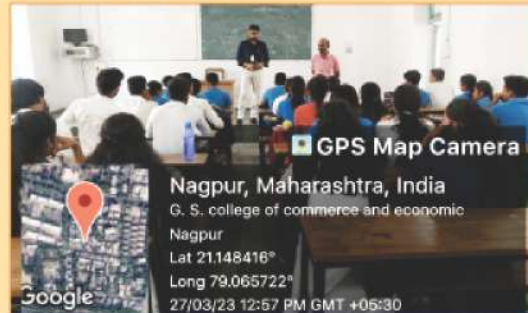 GPS Map Camera
Nagpur, Maharashtra, India
G. S. college of commerce and economic
Nagpur
Lat 21.148416°
Long 79.065722°
27/03/23 12:57 PM GMT +05:30
Google